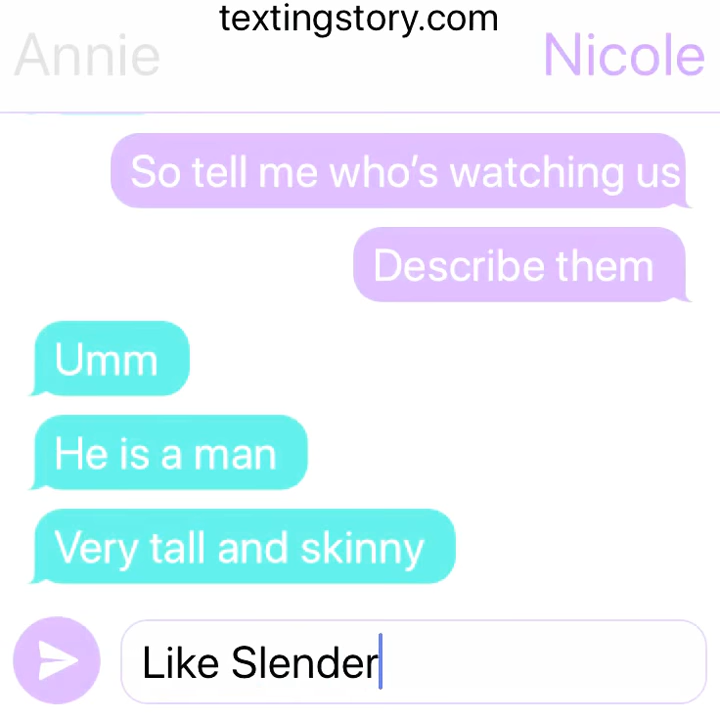 textingstory.com
Annie
Nicole
So tell me who’s watching us
Describe them
Umm
He is a man
Very tall and skinny
Like Slender